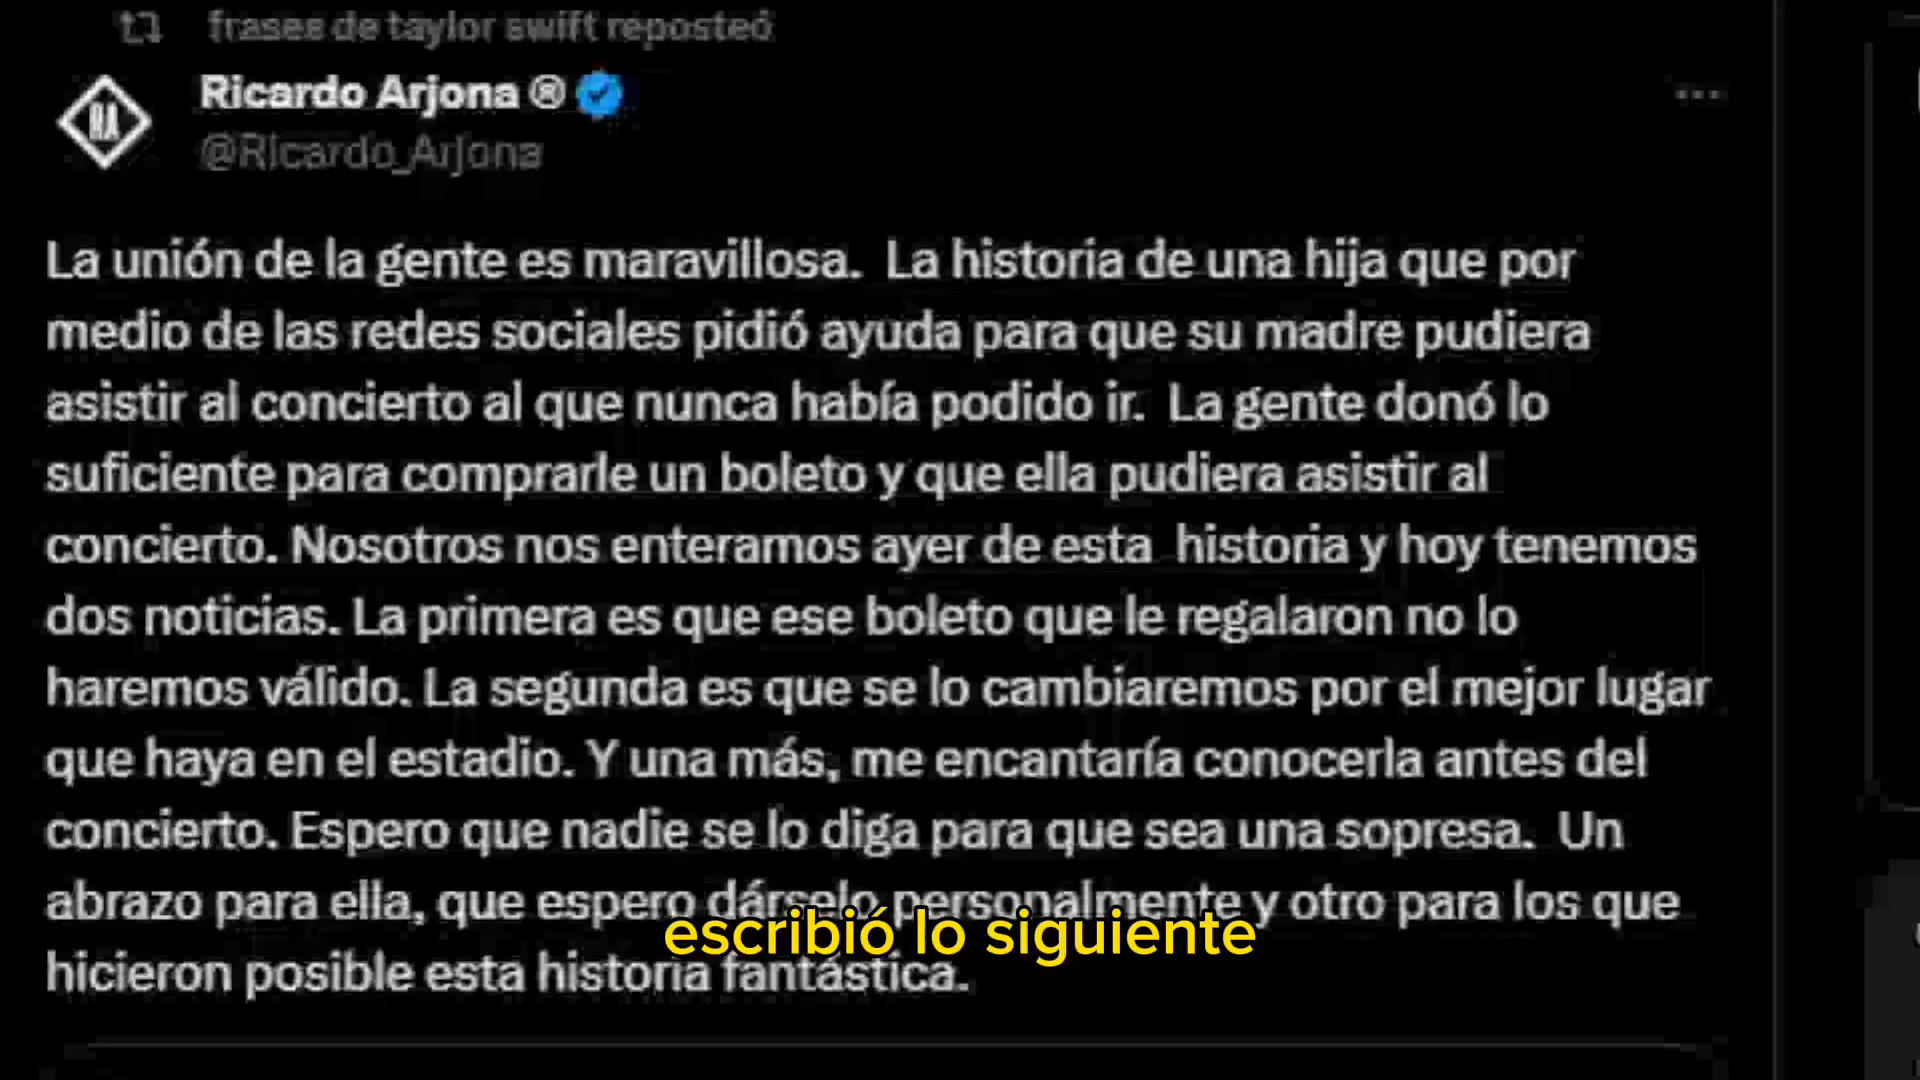 frases de taylor swift reposteó
Ricardo Arjona ®
@Ricardo_Arjona
La unión de la gente es maravillosa. La historia de una hija que por
medio de las redes sociales pidió ayuda para que su madre pudiera
asistir al concierto al que nunca había podido ir. La gente donó lo
suficiente para comprarle un boleto y que ella pudiera asistir al
concierto. Nosotros nos enteramos ayer de esta historia y hoy tenemos
dos noticias. La primera es que ese boleto que le regalaron no lo
haremos válido. La segunda es que se lo cambiaremos por el mejor lugar
que haya en el estadio. Y una más, me encantaría conocerla antes del
concierto. Espero que nadie se lo diga para que sea una sopresa. Un
abrazo para ella, que espero dárselo personalmente y otro para los que
escribió lo siguiente
hicieron posible esta historia fantástica.